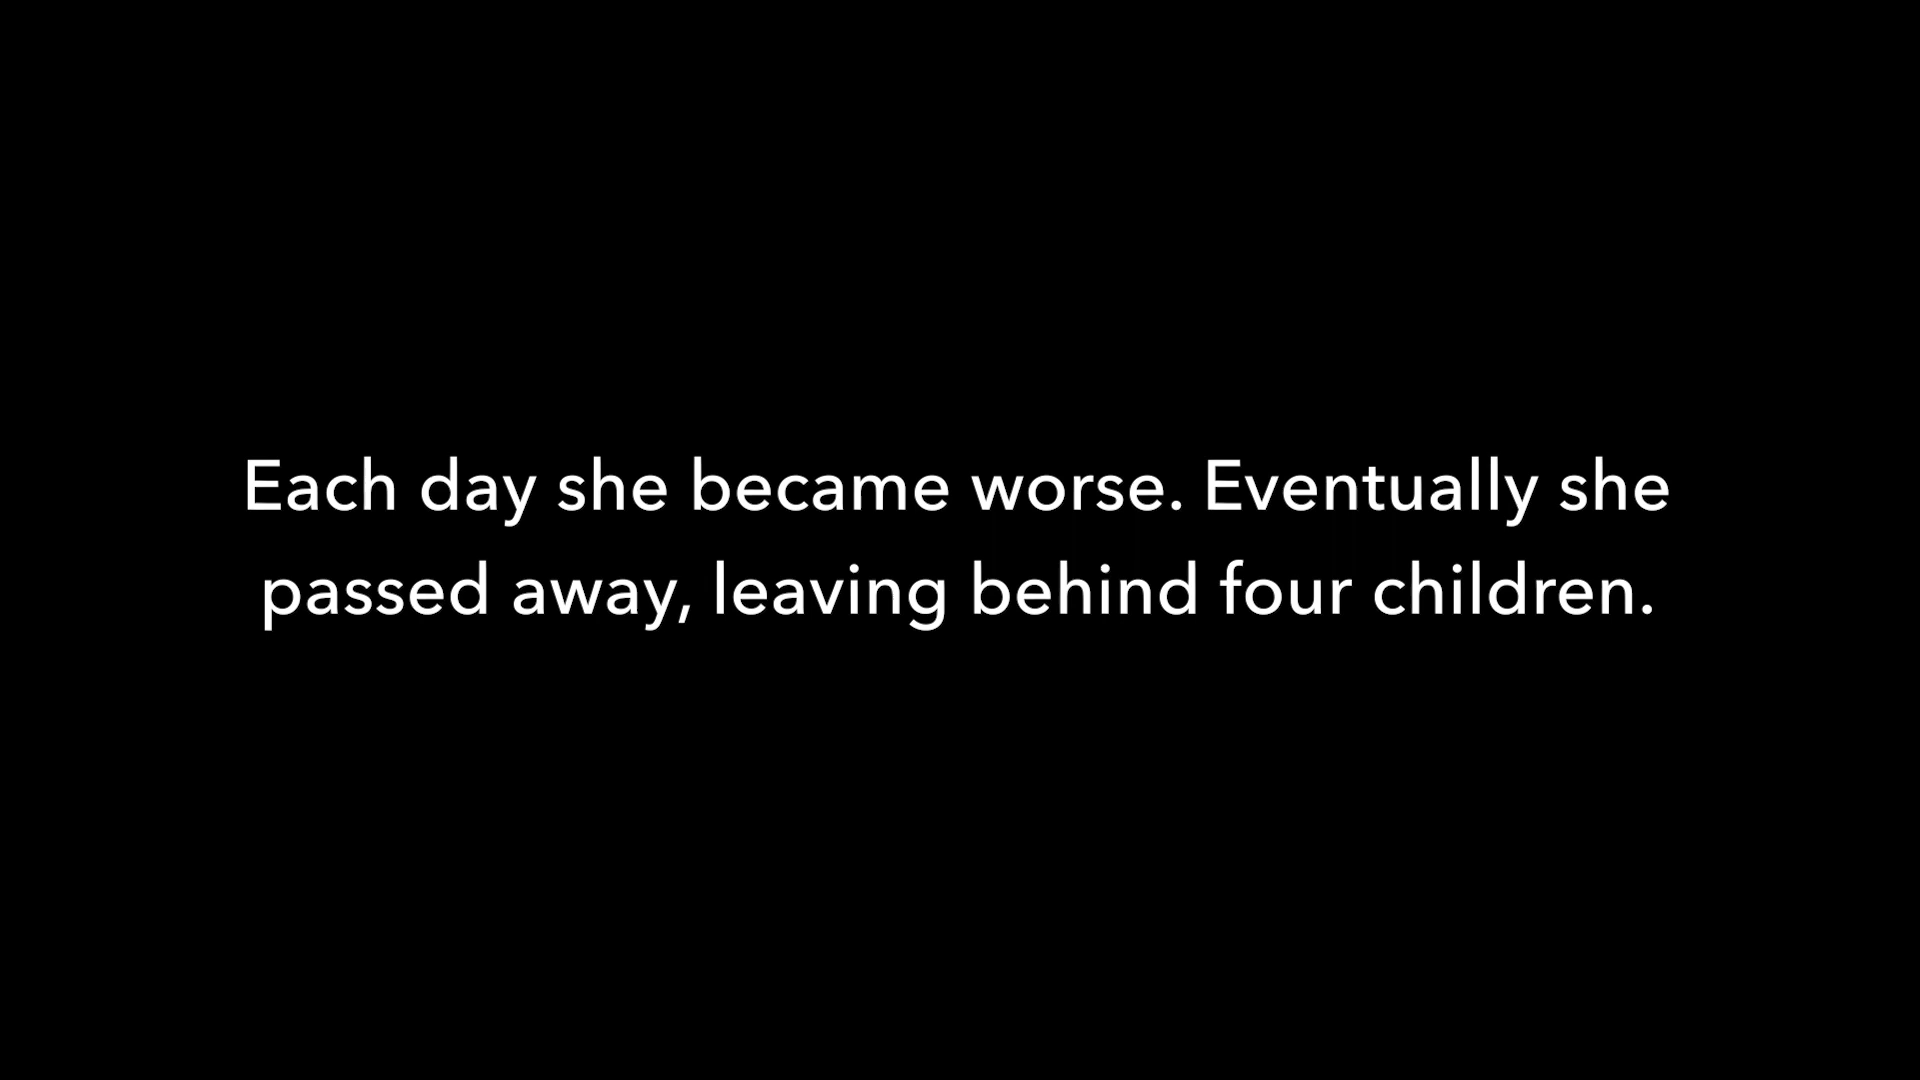 Each day she became worse. Eventually she
passed away, leaving behind four children.